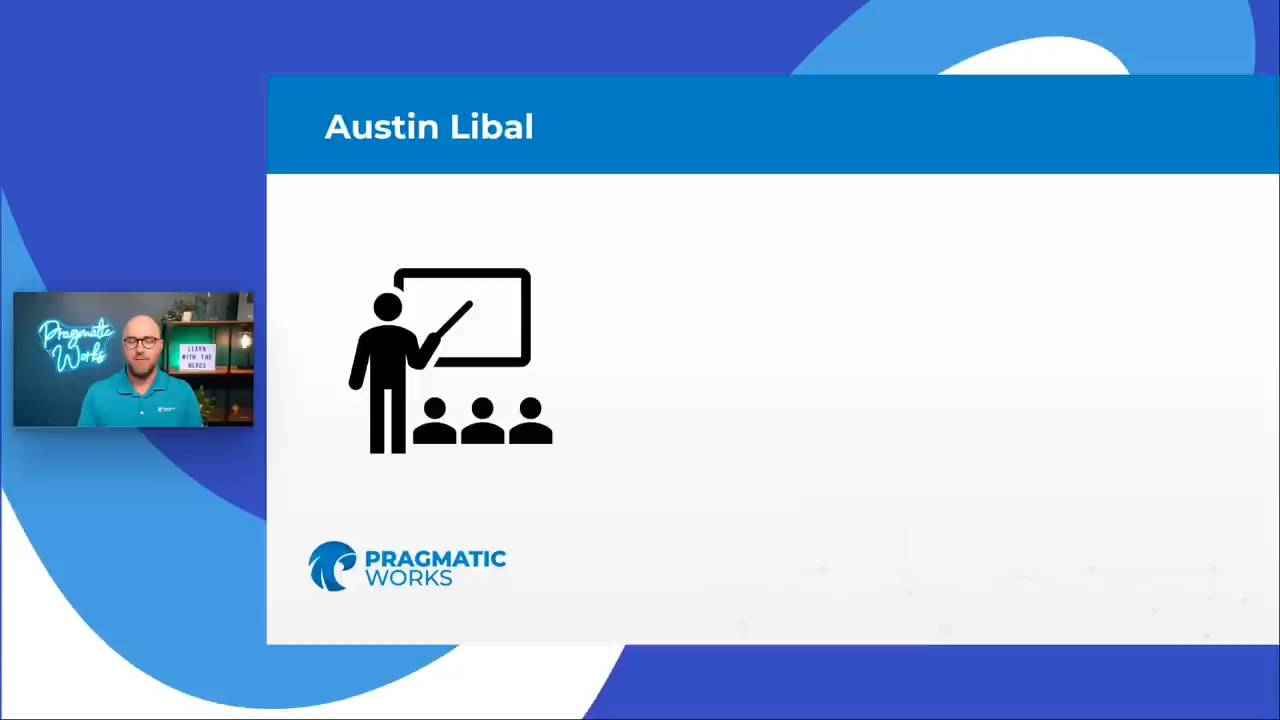 Austin Libal
Pragmatic
Works
LEARN
WITH THE
NERDS
PRAGMATIC
WORKS